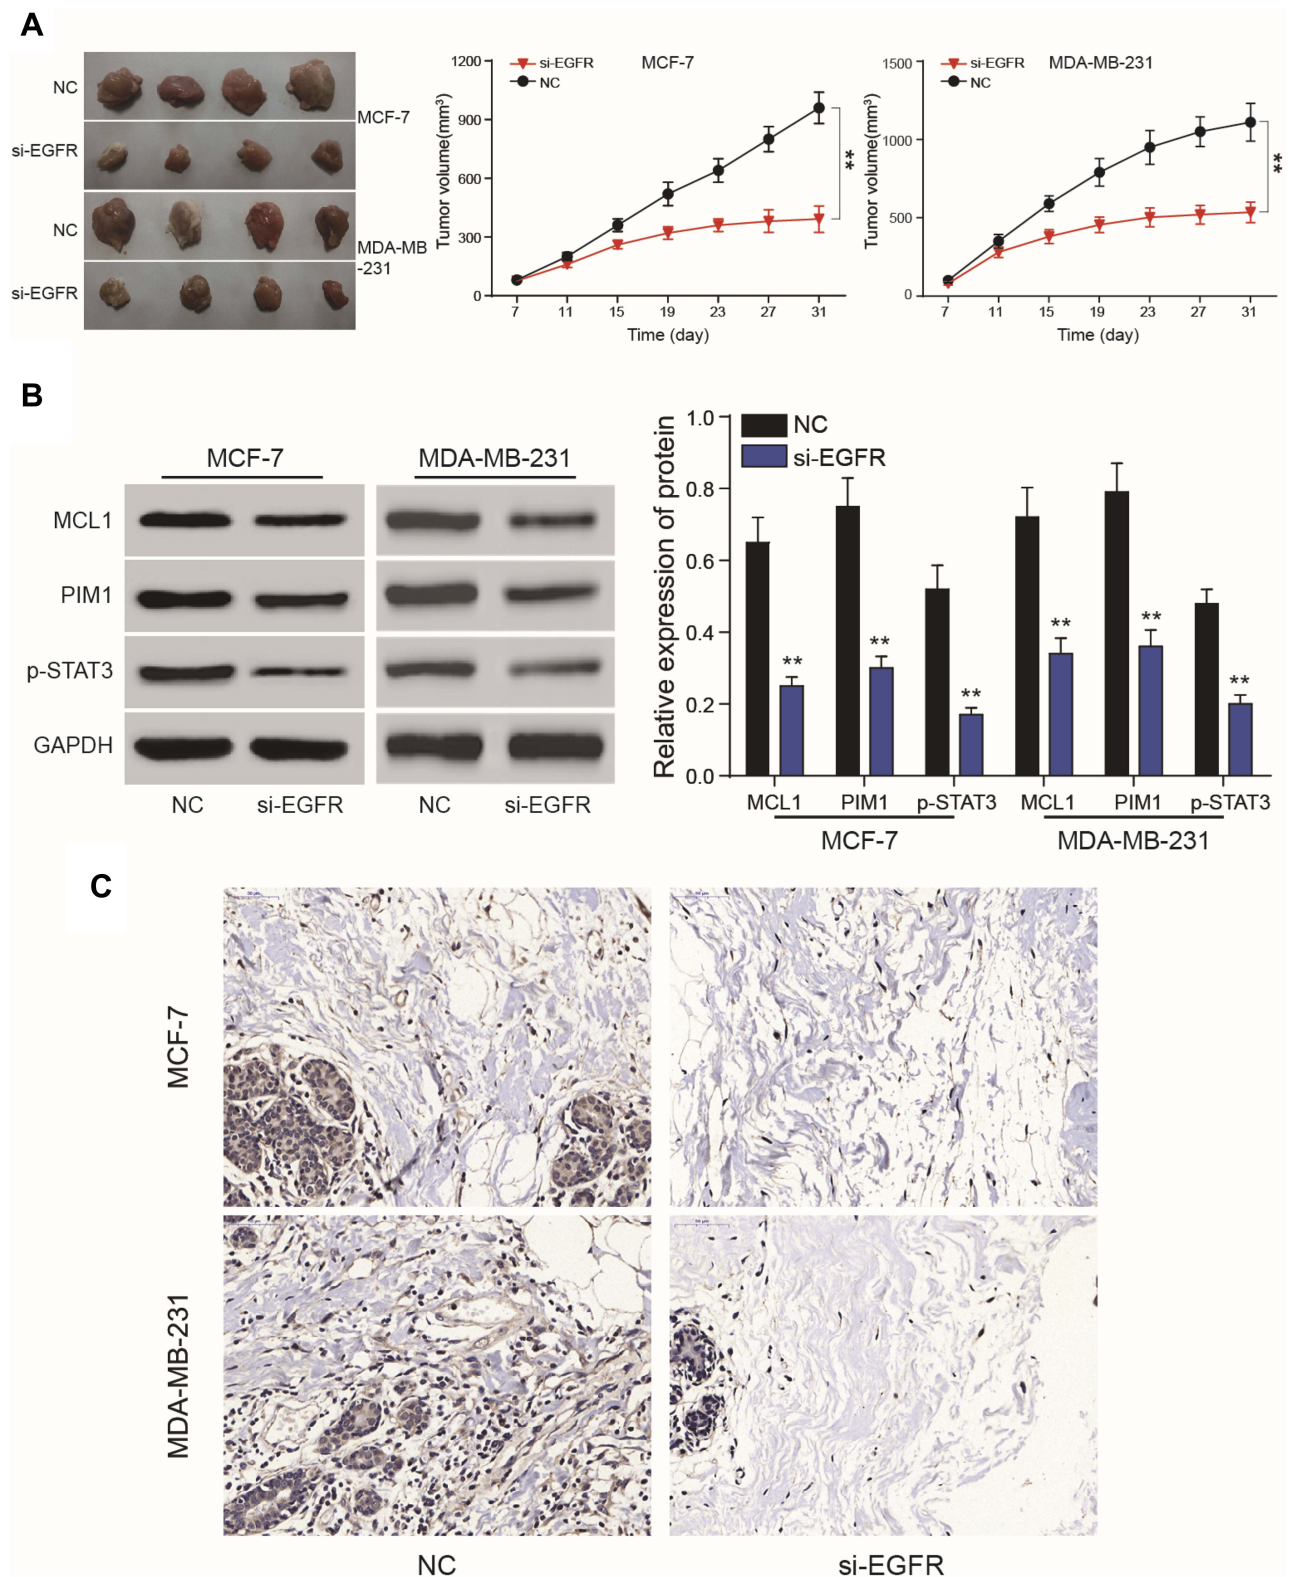 A
NC
si-EGFR
MCF-7
NC
si-EGFR
MDA-MB
-231
si-EGFR
NC
MCF-7
Tumor volume(mm³)
1200
900
600
300
0
7 11 15 19 23 27 31
Time (day)
**
si-EGFR
NC
MDA-MB-231
Tumor volume(mm³)
1500
1000
500
0
7 11 15 19 23 27 31
Time (day)
**
B
MCF-7 MDA-MB-231
MCL1
PIM1
p-STAT3
GAPDH
NC si-EGFR NC si-EGFR
Relative expression of protein
1.0
0.8
0.6
0.4
0.2
0.0
NC
si-EGFR
** ** ** ** ** **
MCL1 PIM1 p-STAT3 MCL1 PIM1 p-STAT3
MCF-7 MDA-MB-231
C
MCF-7
MDA-MB-231
NC si-EGFR